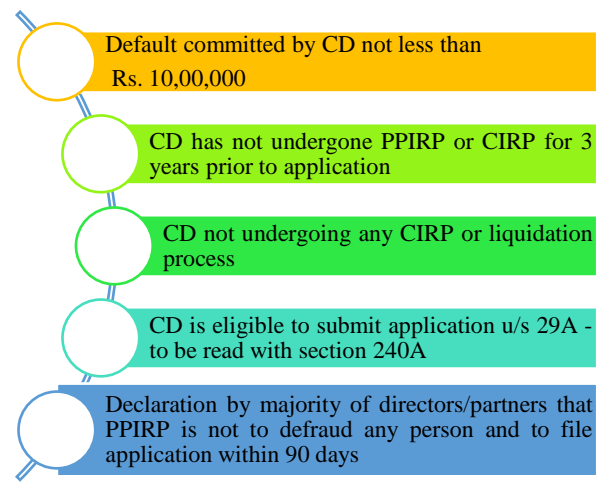 Default committed by CD not less than
Rs. 10,00,000
CD has not undergone PPIRP or CIRP for 3
years prior to application
CD not undergoing any CIRP or liquidation
process
CD is eligible to submit application u/s 29A -
to be read with section 240A
Declaration by majority of directors/partners that
PPIRP is not to defraud any person and to file
application within 90 days